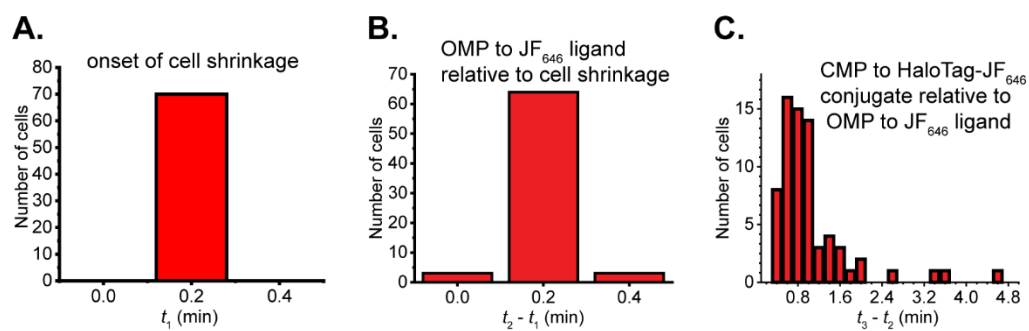 A.
onset of cell shrinkage
Number of cells
80
70
60
50
40
30
20
10
0
0.0 0.2 0.4
t₁ (min)
B.
OMP to JF₆₄₆ ligand
relative to cell shrinkage
Number of cells
70
60
50
40
30
20
10
0
0.0 0.2 0.4
t₂ - t₁ (min)
C.
CMP to HaloTag-JF₆₄₆
conjugate relative to
OMP to JF₆₄₆ ligand
Number of cells
15
10
5
0
0.8 1.6 2.4 3.2 4.0 4.8
t₃ - t₂ (min)